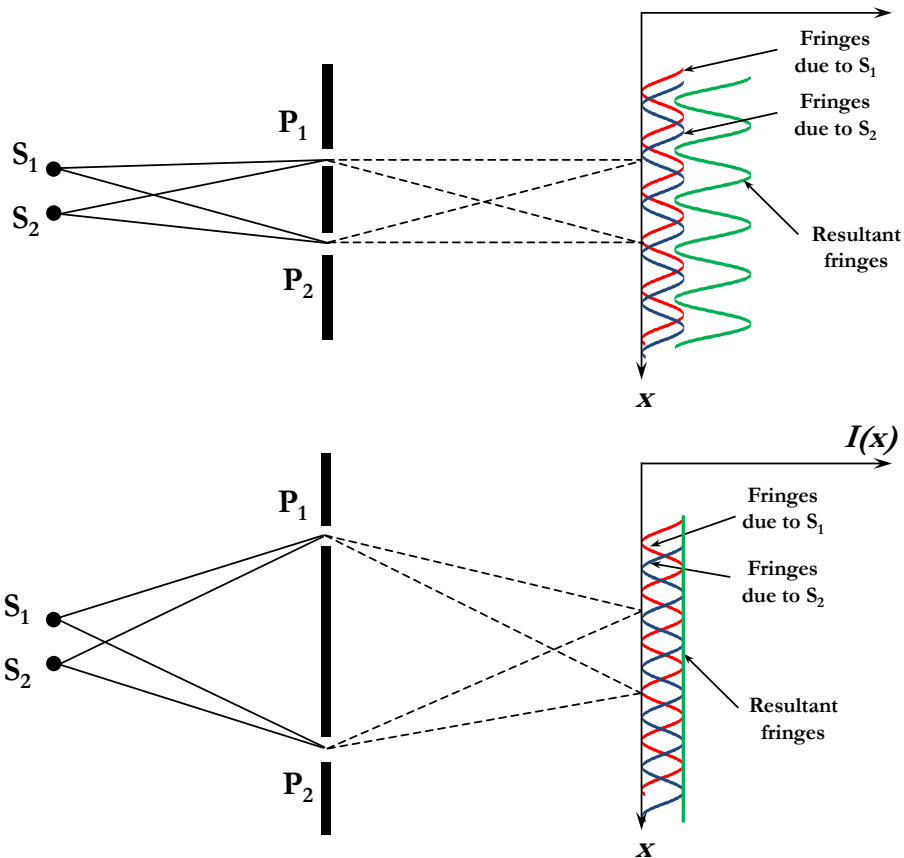 Fringes
due to S1
P1
Fringes
due to S2
S1
S2
Resultant
fringes
P2
x
I(x)
P1
Fringes
due to S1
Fringes
due to S2
S1
S2
Resultant
fringes
P2
x